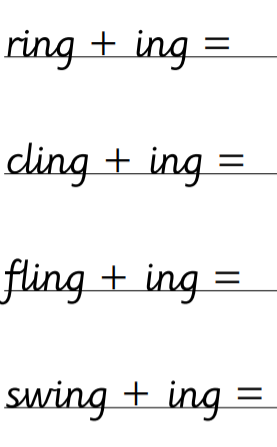 ring + ing =
cling + ing =
fling + ing =
swing + ing =